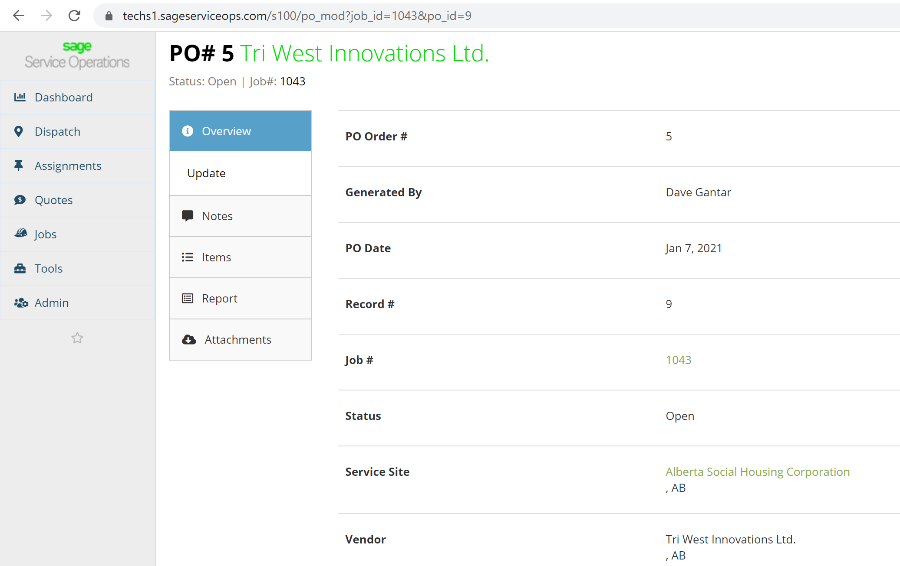 techs1.sageserviceops.com/s100/po_mod?job_id=1043&po_id=9
sage
Service Operations
Dashboard
Dispatch
Assignments
Quotes
Jobs
Tools
Admin
PO# 5 Tri West Innovations Ltd.
Status: Open | Job#: 1043
Overview
Update
Notes
Items
Report
Attachments
PO Order # 5
Generated By Dave Gantar
PO Date Jan 7, 2021
Record # 9
Job # 1043
Status Open
Service Site Alberta Social Housing Corporation
, AB
Vendor Tri West Innovations Ltd.
, AB